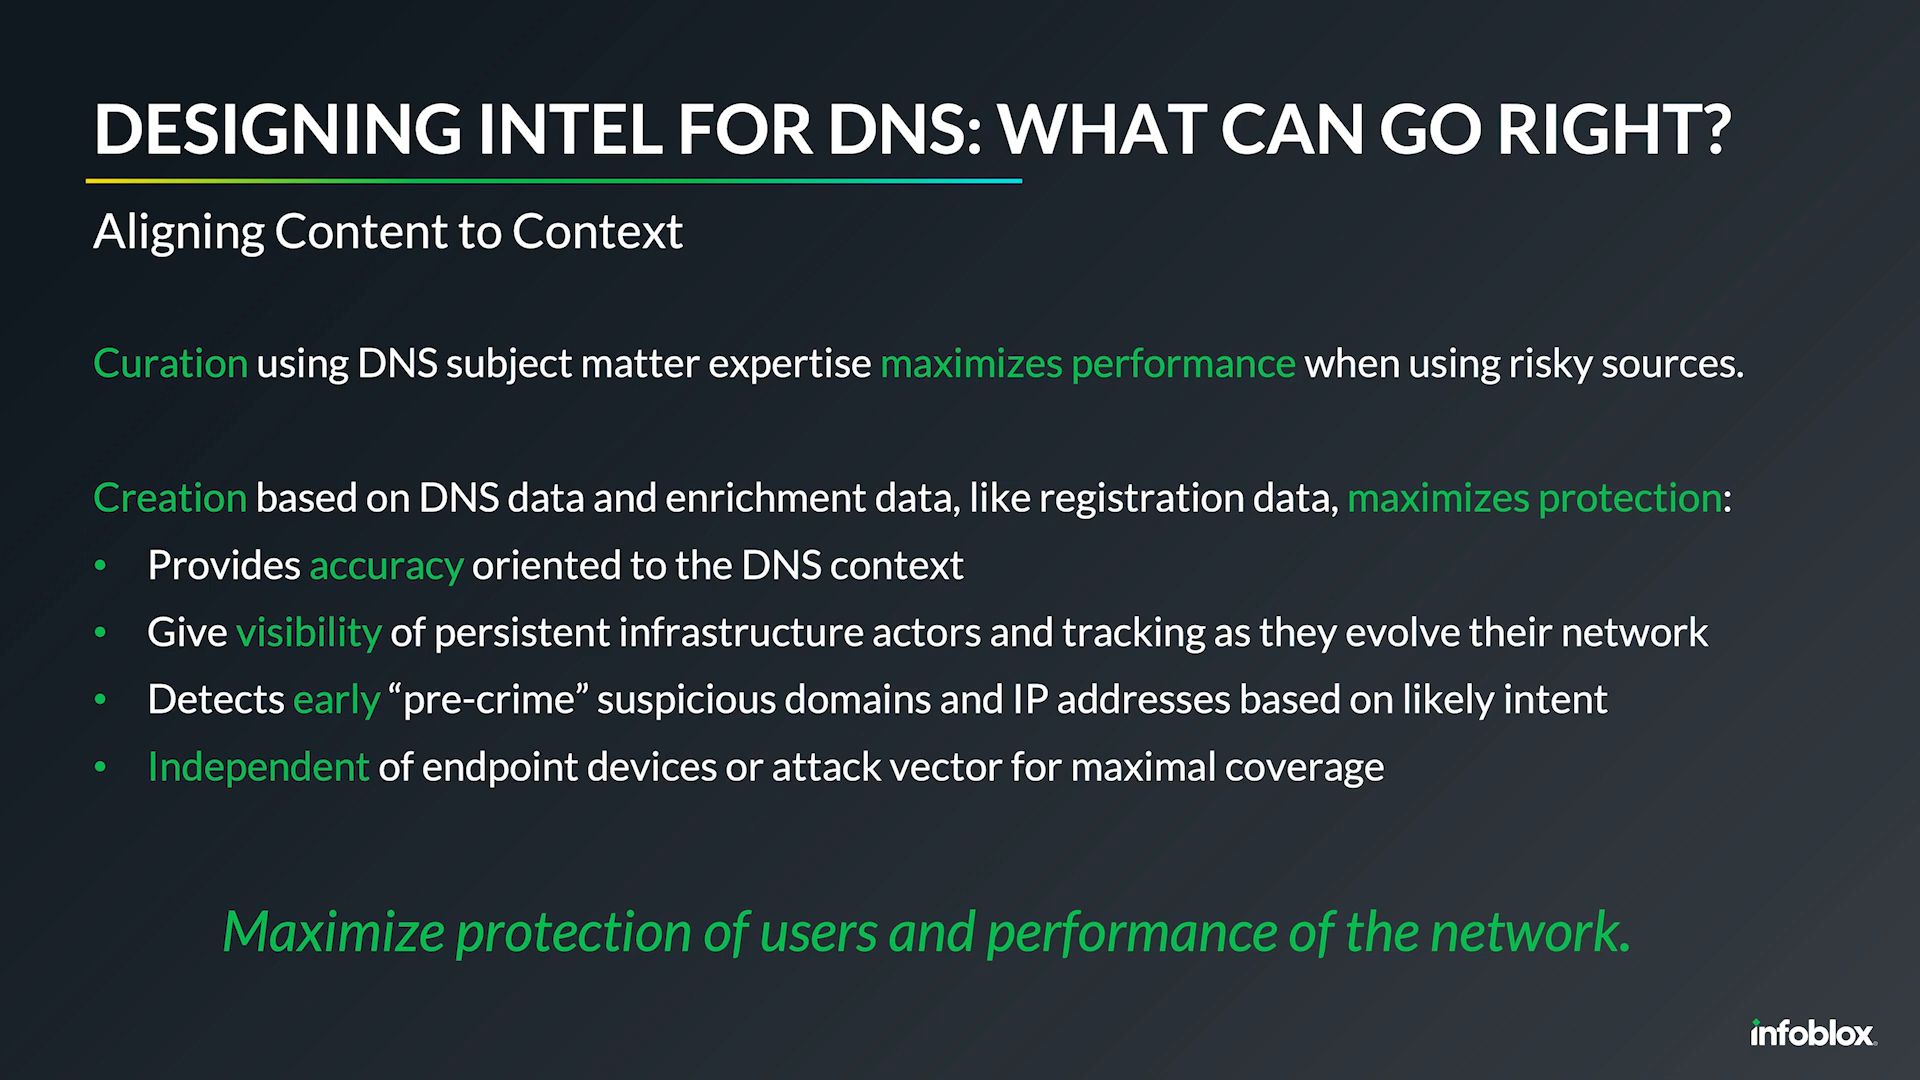 DESIGNING INTEL FOR DNS: WHAT CAN GO RIGHT?
Aligning Content to Context
Curation using DNS subject matter expertise maximizes performance when using risky sources.
Creation based on DNS data and enrichment data, like registration data, maximizes protection:
• Provides accuracy oriented to the DNS context
• Give visibility of persistent infrastructure actors and tracking as they evolve their network
• Detects early “pre-crime” suspicious domains and IP addresses based on likely intent
• Independent of endpoint devices or attack vector for maximal coverage
Maximize protection of users and performance of the network.
infoblox®